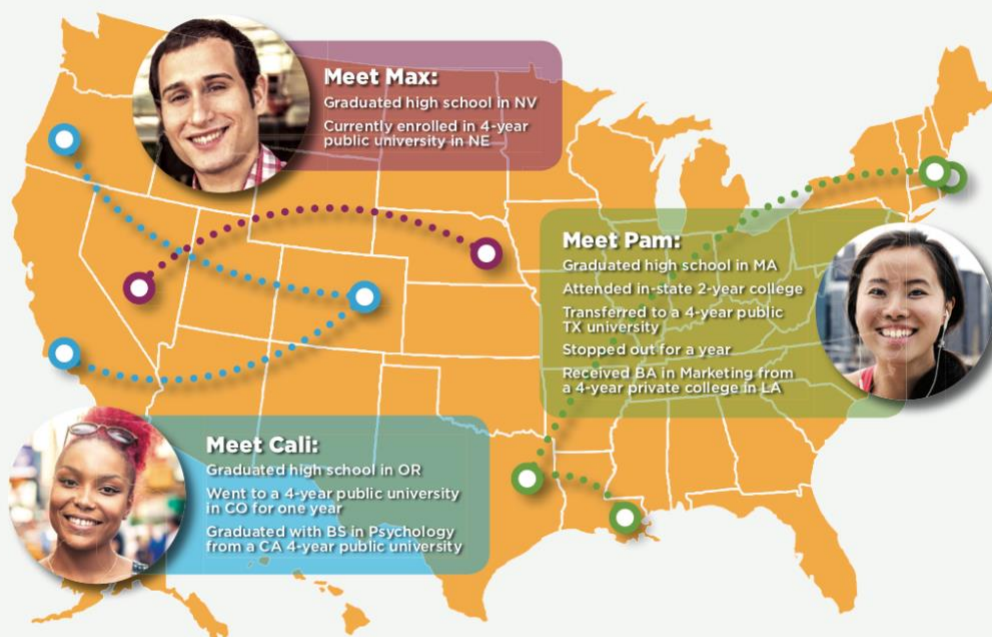 Meet Max:
Graduated high school in NV
Currently enrolled in 4-year
public university in NE
Meet Pam:
Graduated high school in MA
Attended in-state 2-year college
Transferred to a 4-year public
TX university
Stopped out for a year
Received BA in Marketing from
a 4-year private college in LA
Meet Cali:
Graduated high school in OR
Went to a 4-year public university
in CO for one year
Graduated with BS in Psychology
from a CA 4-year public university